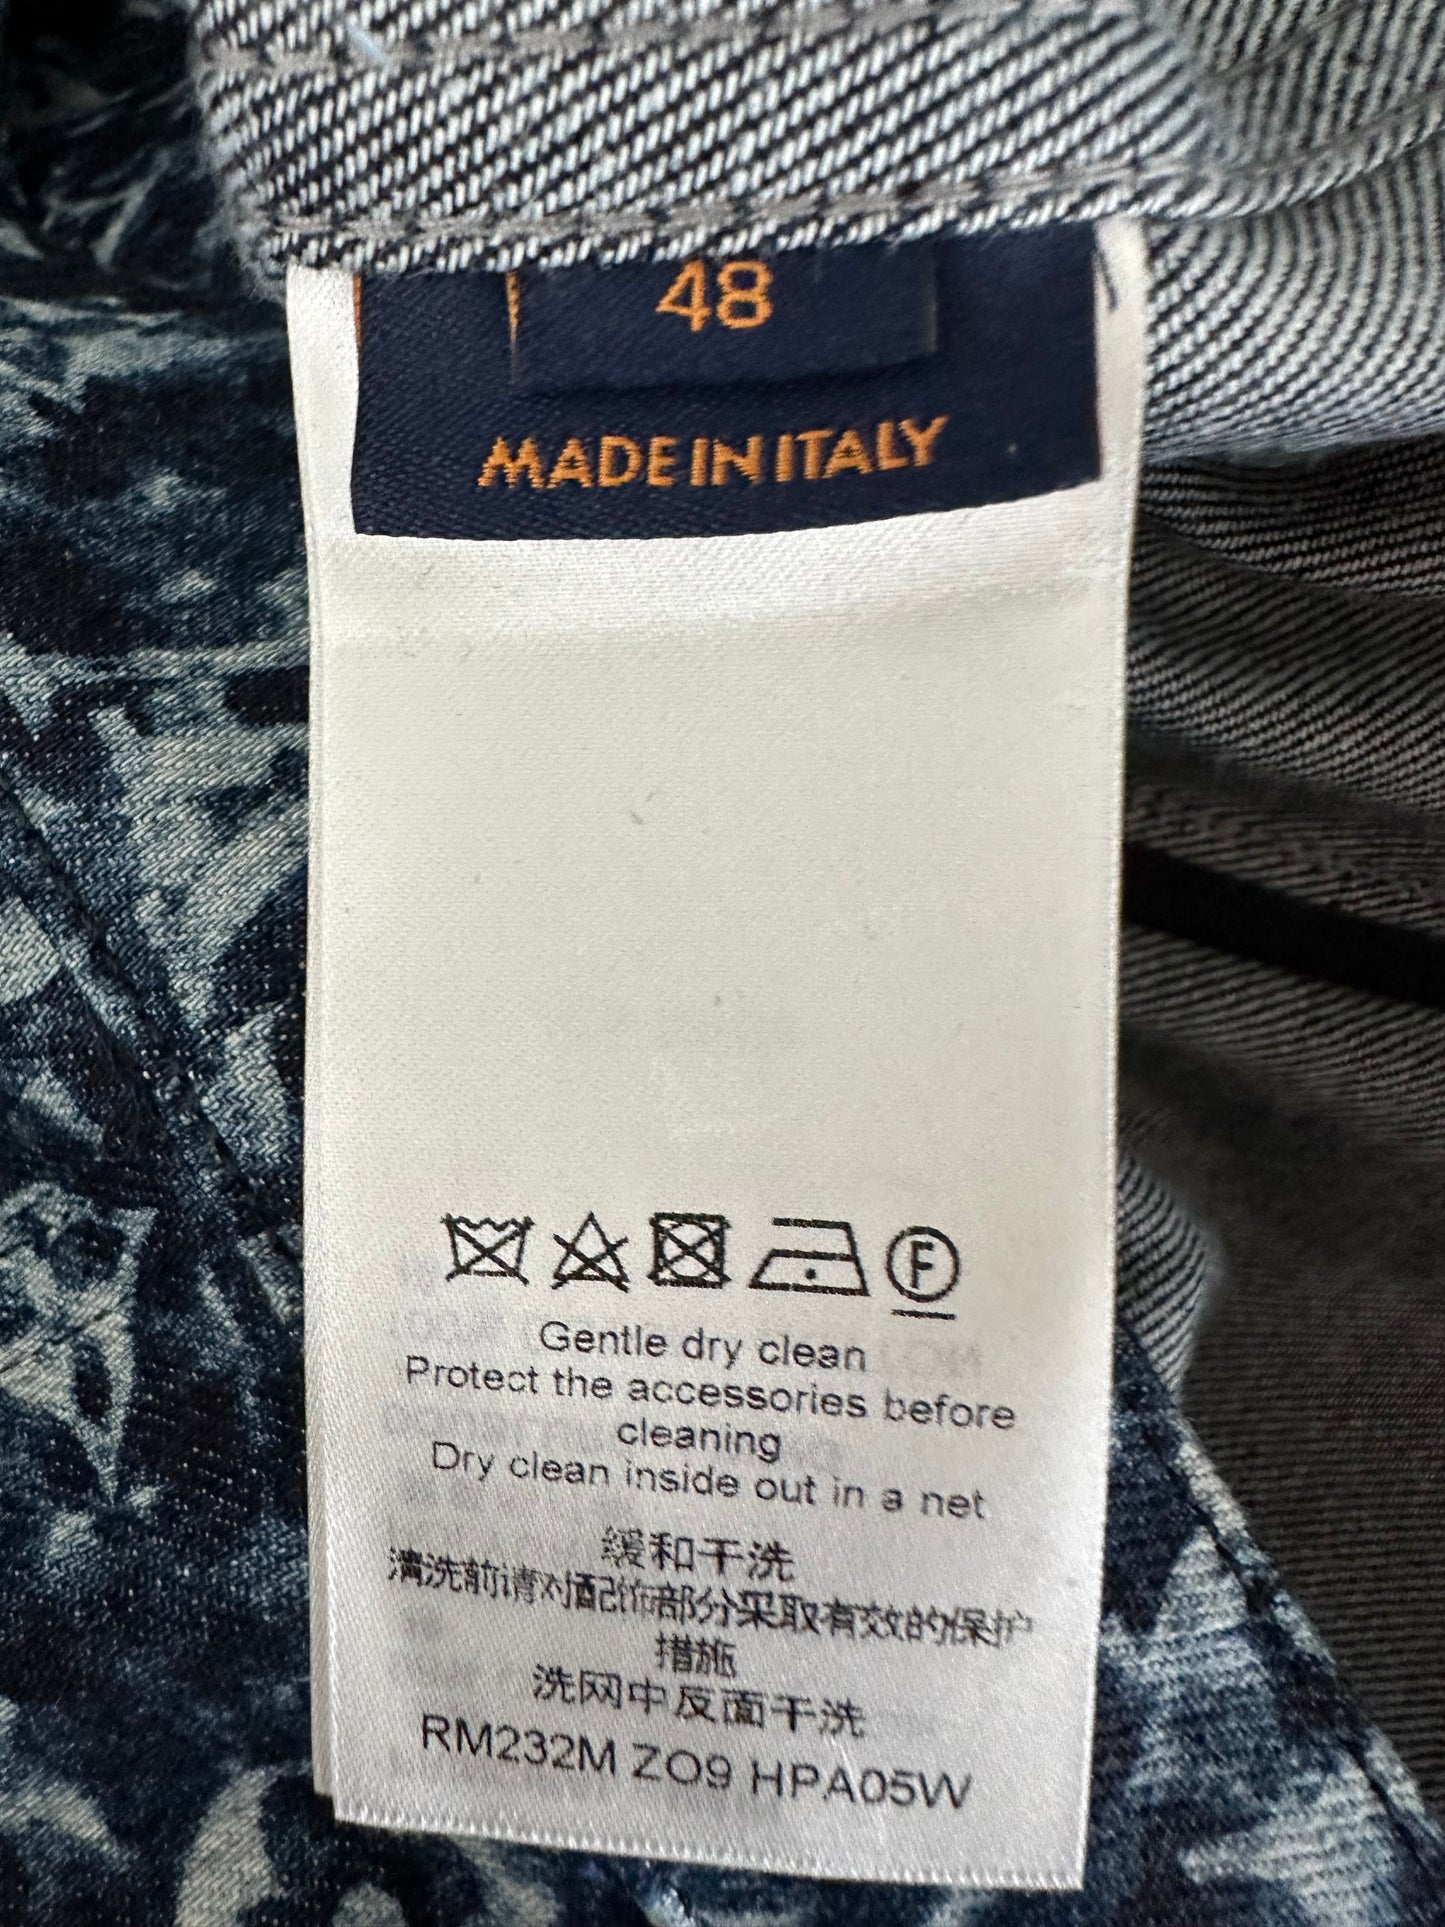 48
MADE IN ITALY
F
Gentle dry clean
Protect the accessories before
cleaning
Dry clean inside out in a net
缓和干洗
清洗前请对配饰部分采取有效的保护
措施
洗网中反面干洗
RM232M ZO9 HPA05W